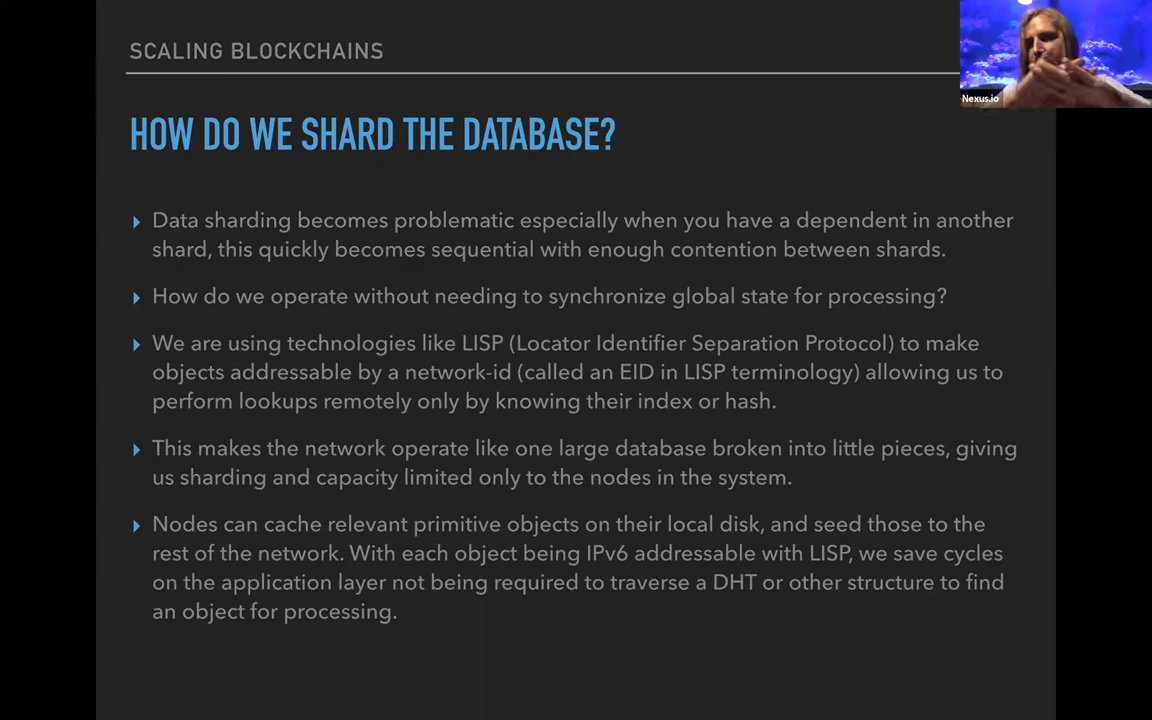 SCALING BLOCKCHAINS
Nexus.io
HOW DO WE SHARD THE DATABASE?
Data sharding becomes problematic especially when you have a dependent in another
shard, this quickly becomes sequential with enough contention between shards.
How do we operate without needing to synchronize global state for processing?
We are using technologies like LISP (Locator Identifier Separation Protocol) to make
objects addressable by a network-id (called an EID in LISP terminology) allowing us to
perform lookups remotely only by knowing their index or hash.
This makes the network operate like one large database broken into little pieces, giving
us sharding and capacity limited only to the nodes in the system.
Nodes can cache relevant primitive objects on their local disk, and seed those to the
rest of the network. With each object being IPv6 addressable with LISP, we save cycles
on the application layer not being required to traverse a DHT or other structure to find
an object for processing.